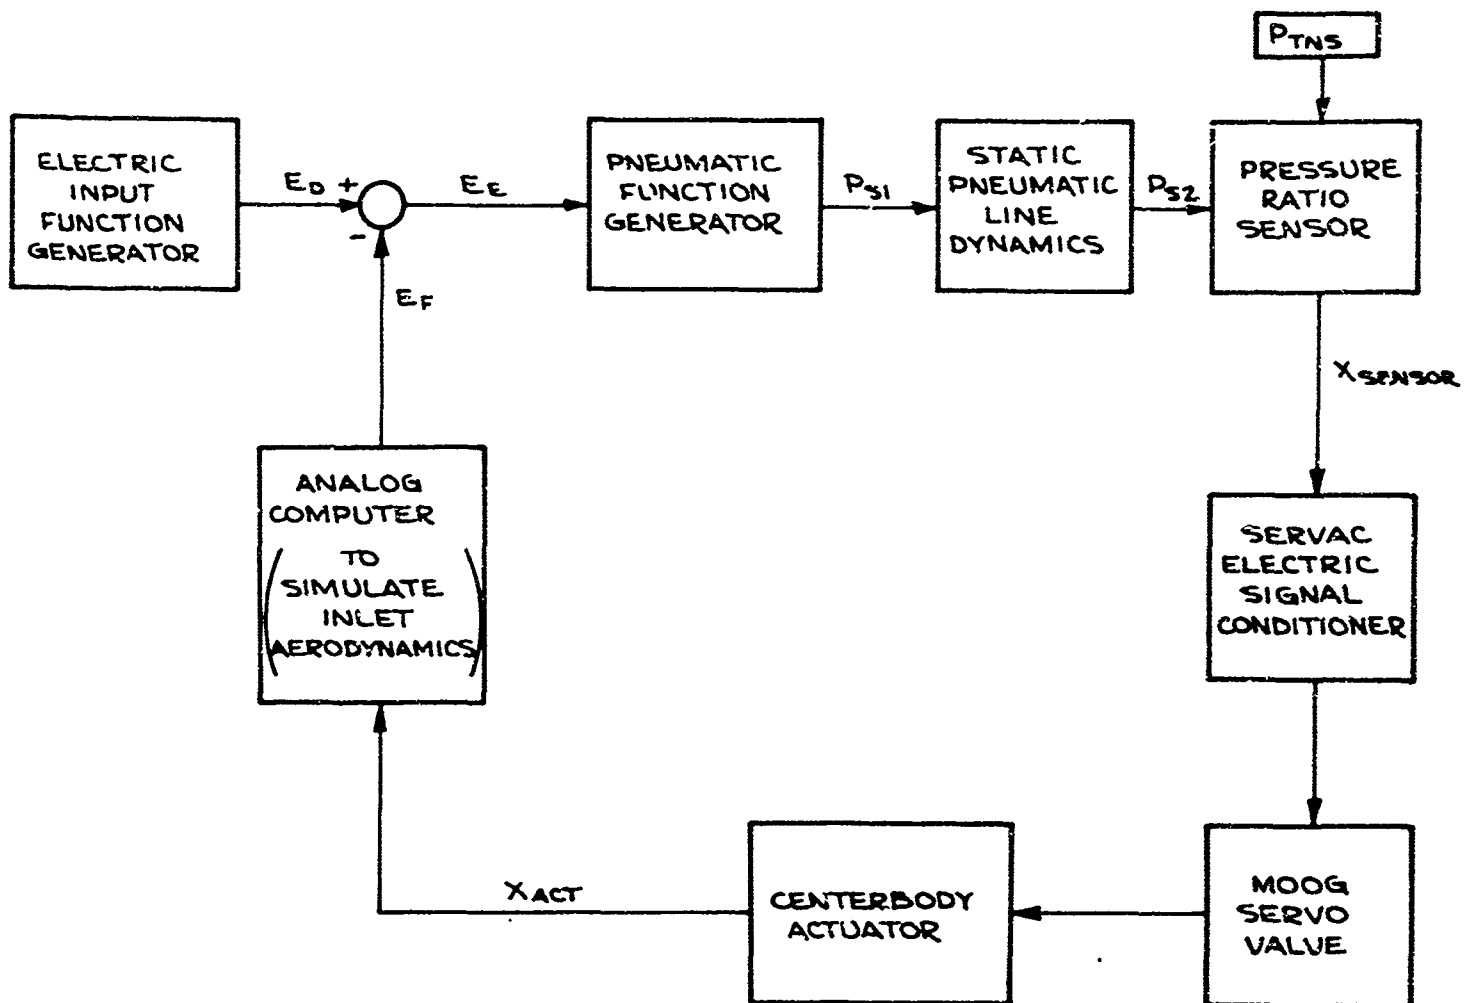 PTNS
ELECTRIC
INPUT
FUNCTION
GENERATOR
ED +
-
EE
EF
PNEUMATIC
FUNCTION
GENERATOR
PS1
STATIC
PNEUMATIC
LINE
DYNAMICS
PS2
PRESSURE
RATIO
SENSOR
XSENSOR
SERVAC
ELECTRIC
SIGNAL
CONDITIONER
MOOG
SERVO
VALUE
CENTERBODY
ACTUATOR
XACT
ANALOG
COMPUTER
(TO
SIMULATE
INLET
AERODYNAMICS)